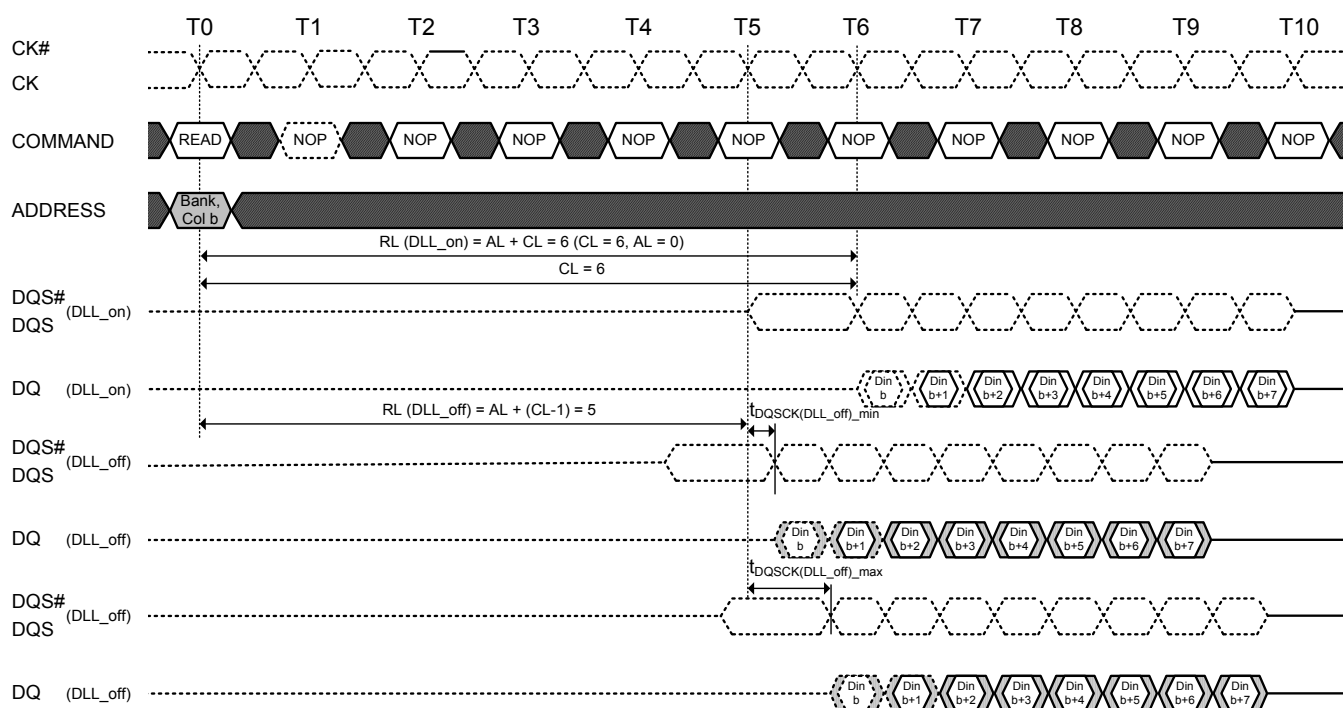 T0 T1 T2 T3 T4 T5 T6 T7 T8 T9 T10
CK#
CK
COMMAND READ NOP NOP NOP NOP NOP NOP NOP NOP NOP NOP
ADDRESS Bank, Col b
RL (DLL_on) = AL + CL = 6 (CL = 6, AL = 0)
CL = 6
DQS# (DLL_on)
DQS
DQ (DLL_on) Din b Din b+1 Din b+2 Din b+3 Din b+4 Din b+5 Din b+6 Din b+7
RL (DLL_off) = AL + (CL-1) = 5 tDQSCK(DLL_off)_min
DQS# (DLL_off)
DQS
DQ (DLL_off) Din b Din b+1 Din b+2 Din b+3 Din b+4 Din b+5 Din b+6 Din b+7
tDQSCK(DLL_off)_max
DQS# (DLL_off)
DQS
DQ (DLL_off) Din b Din b+1 Din b+2 Din b+3 Din b+4 Din b+5 Din b+6 Din b+7